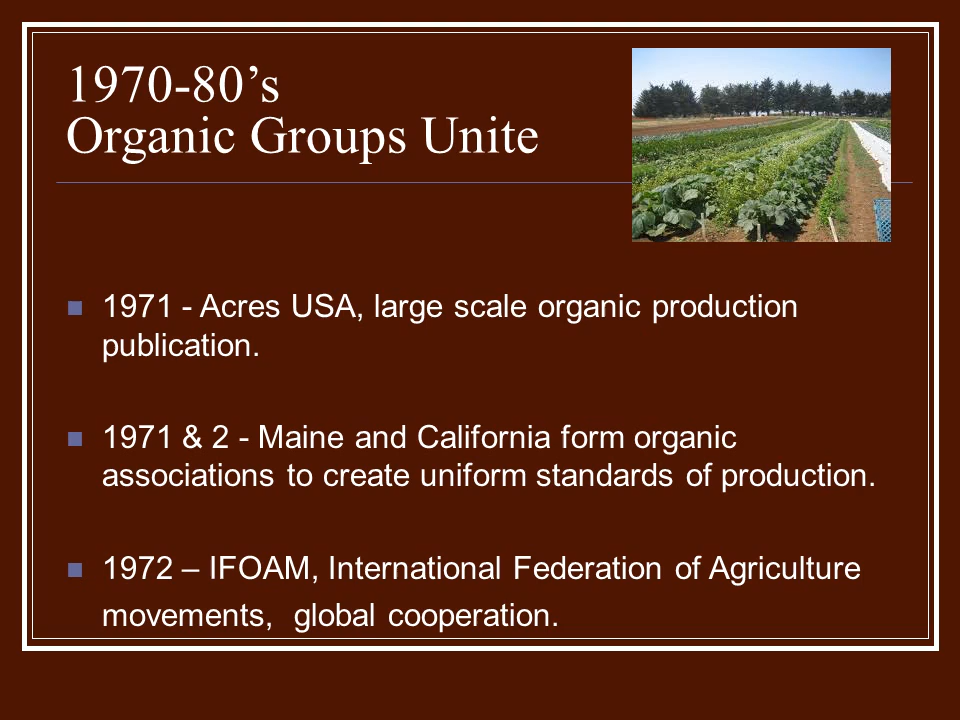 1970-80’s
Organic Groups Unite
1971 - Acres USA, large scale organic production
publication.
1971 & 2 - Maine and California form organic
associations to create uniform standards of production.
1972 – IFOAM, International Federation of Agriculture
movements,  global cooperation.